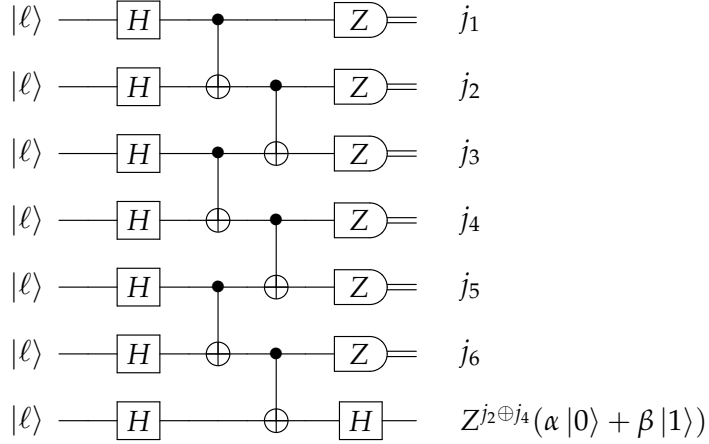 |ℓ⟩ H Z j₁
|ℓ⟩ H Z j₂
|ℓ⟩ H Z j₃
|ℓ⟩ H Z j₄
|ℓ⟩ H Z j₅
|ℓ⟩ H Z j₆
|ℓ⟩ H H Z^{j₂⊕j₄}(α |0⟩ + β |1⟩)